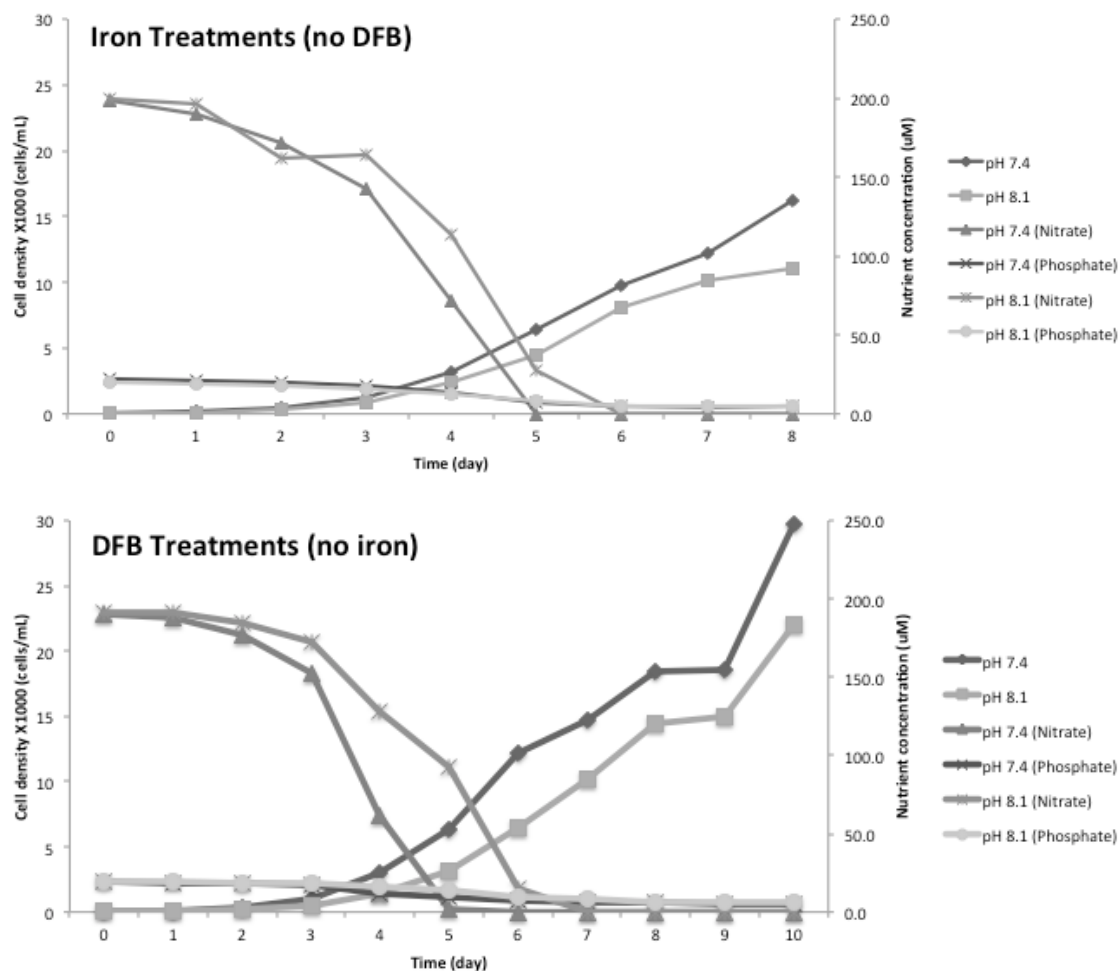 Iron Treatments (no DFB)
30
25
20
15
10
5
0
Cell density X1000 (cells/mL)
250.0
200.0
150.0
100.0
50.0
0.0
Nutrient concentration (uM)
0 1 2 3 4 5 6 7 8
Time (day)
pH 7.4
pH 8.1
pH 7.4 (Nitrate)
pH 7.4 (Phosphate)
pH 8.1 (Nitrate)
pH 8.1 (Phosphate)
DFB Treatments (no iron)
30
25
20
15
10
5
0
Cell density X1000 (cells/mL)
250.0
200.0
150.0
100.0
50.0
0.0
Nutrient concentration (uM)
0 1 2 3 4 5 6 7 8 9 10
Time (day)
pH 7.4
pH 8.1
pH 7.4 (Nitrate)
pH 7.4 (Phosphate)
pH 8.1 (Nitrate)
pH 8.1 (Phosphate)